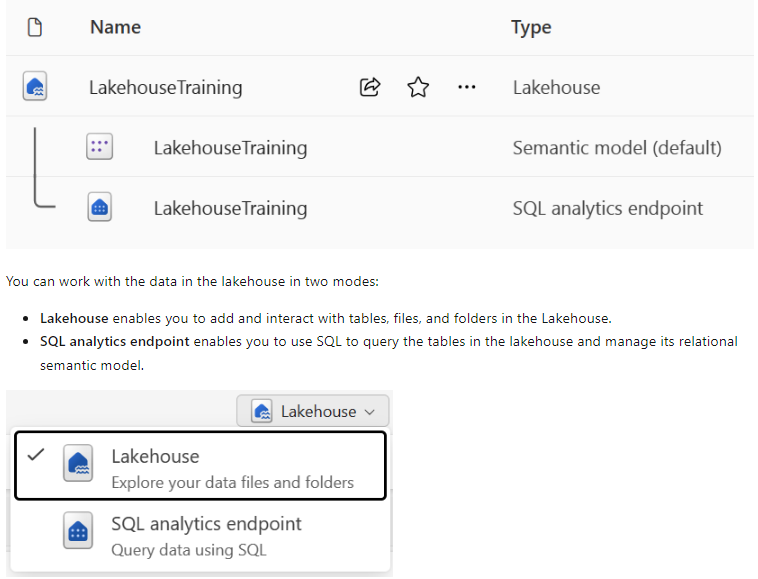 Name Type
LakehouseTraining Lakehouse
LakehouseTraining Semantic model (default)
LakehouseTraining SQL analytics endpoint
You can work with the data in the lakehouse in two modes:
• Lakehouse enables you to add and interact with tables, files, and folders in the Lakehouse.
• SQL analytics endpoint enables you to use SQL to query the tables in the lakehouse and manage its relational
semantic model.
Lakehouse
Lakehouse
Explore your data files and folders
SQL analytics endpoint
Query data using SQL